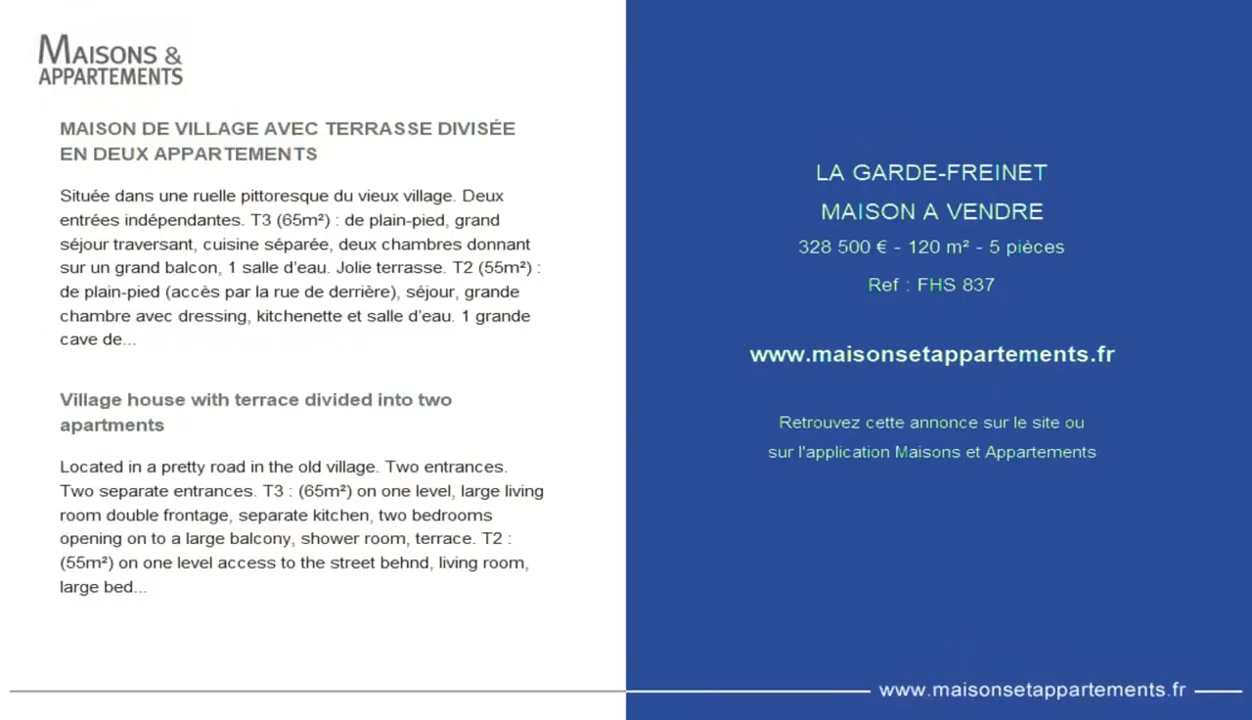 MAISONS &
APPARTEMENTS
MAISON DE VILLAGE AVEC TERRASSE DIVISÉE
EN DEUX APPARTEMENTS
Située dans une ruelle pittoresque du vieux village. Deux
entrées indépendantes. T3 (65m²) : de plain-pied, grand
séjour traversant, cuisine séparée, deux chambres donnant
sur un grand balcon, 1 salle d'eau. Jolie terrasse. T2 (55m²) :
de plain-pied (accès par la rue de derrière), séjour, grande
chambre avec dressing, kitchenette et salle d'eau. 1 grande
cave de...
Village house with terrace divided into two
apartments
Located in a pretty road in the old village. Two entrances.
Two separate entrances. T3 : (65m²) on one level, large living
room double frontage, separate kitchen, two bedrooms
opening on to a large balcony, shower room, terrace. T2 :
(55m²) on one level access to the street behnd, living room,
large bed...
LA GARDE-FREINET
MAISON A VENDRE
328 500 € - 120 m² - 5 pièces
Ref : FHS 837
www.maisonsetappartements.fr
Retrouvez cette annonce sur le site ou
sur l'application Maisons et Appartements
www.maisonsetappartements.fr